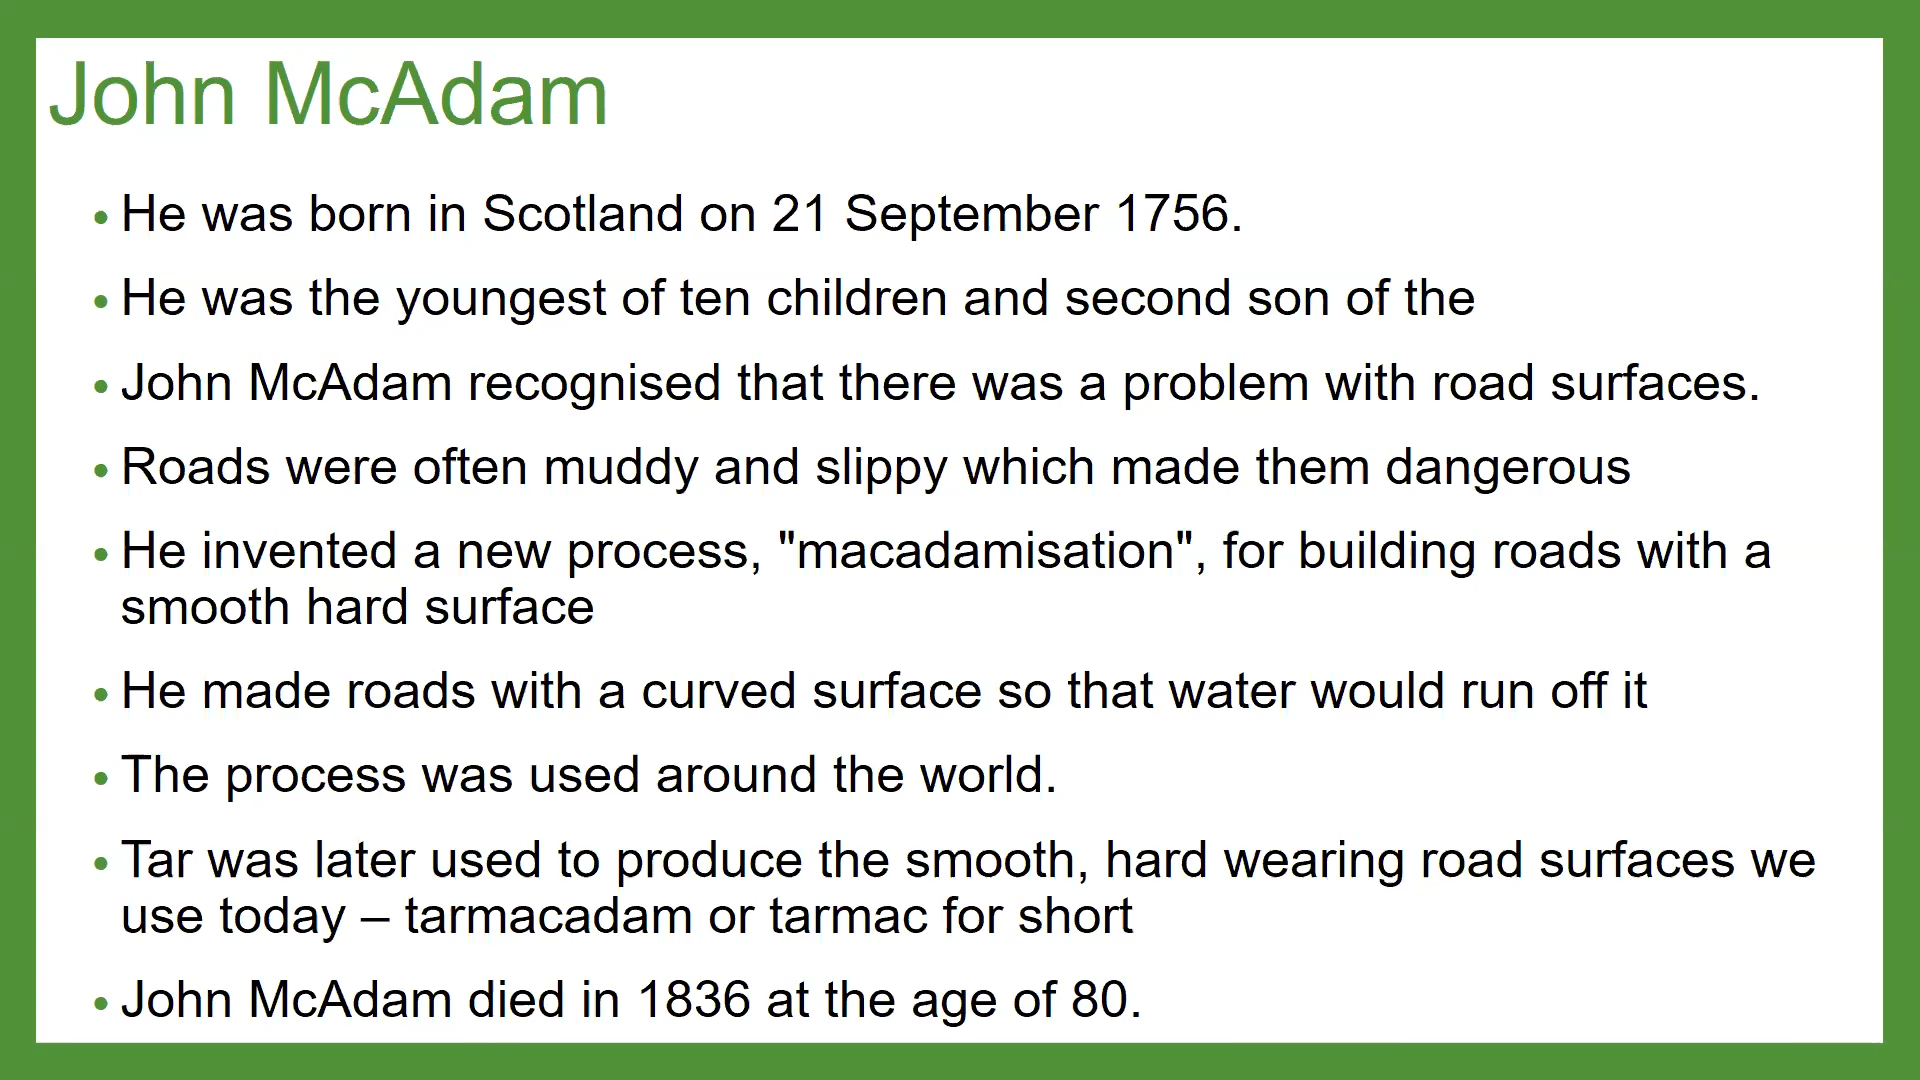 John McAdam
• He was born in Scotland on 21 September 1756.
• He was the youngest of ten children and second son of the
• John McAdam recognised that there was a problem with road surfaces.
• Roads were often muddy and slippy which made them dangerous
• He invented a new process, "macadamisation", for building roads with a
smooth hard surface
• He made roads with a curved surface so that water would run off it
• The process was used around the world.
• Tar was later used to produce the smooth, hard wearing road surfaces we
use today – tarmacadam or tarmac for short
• John McAdam died in 1836 at the age of 80.